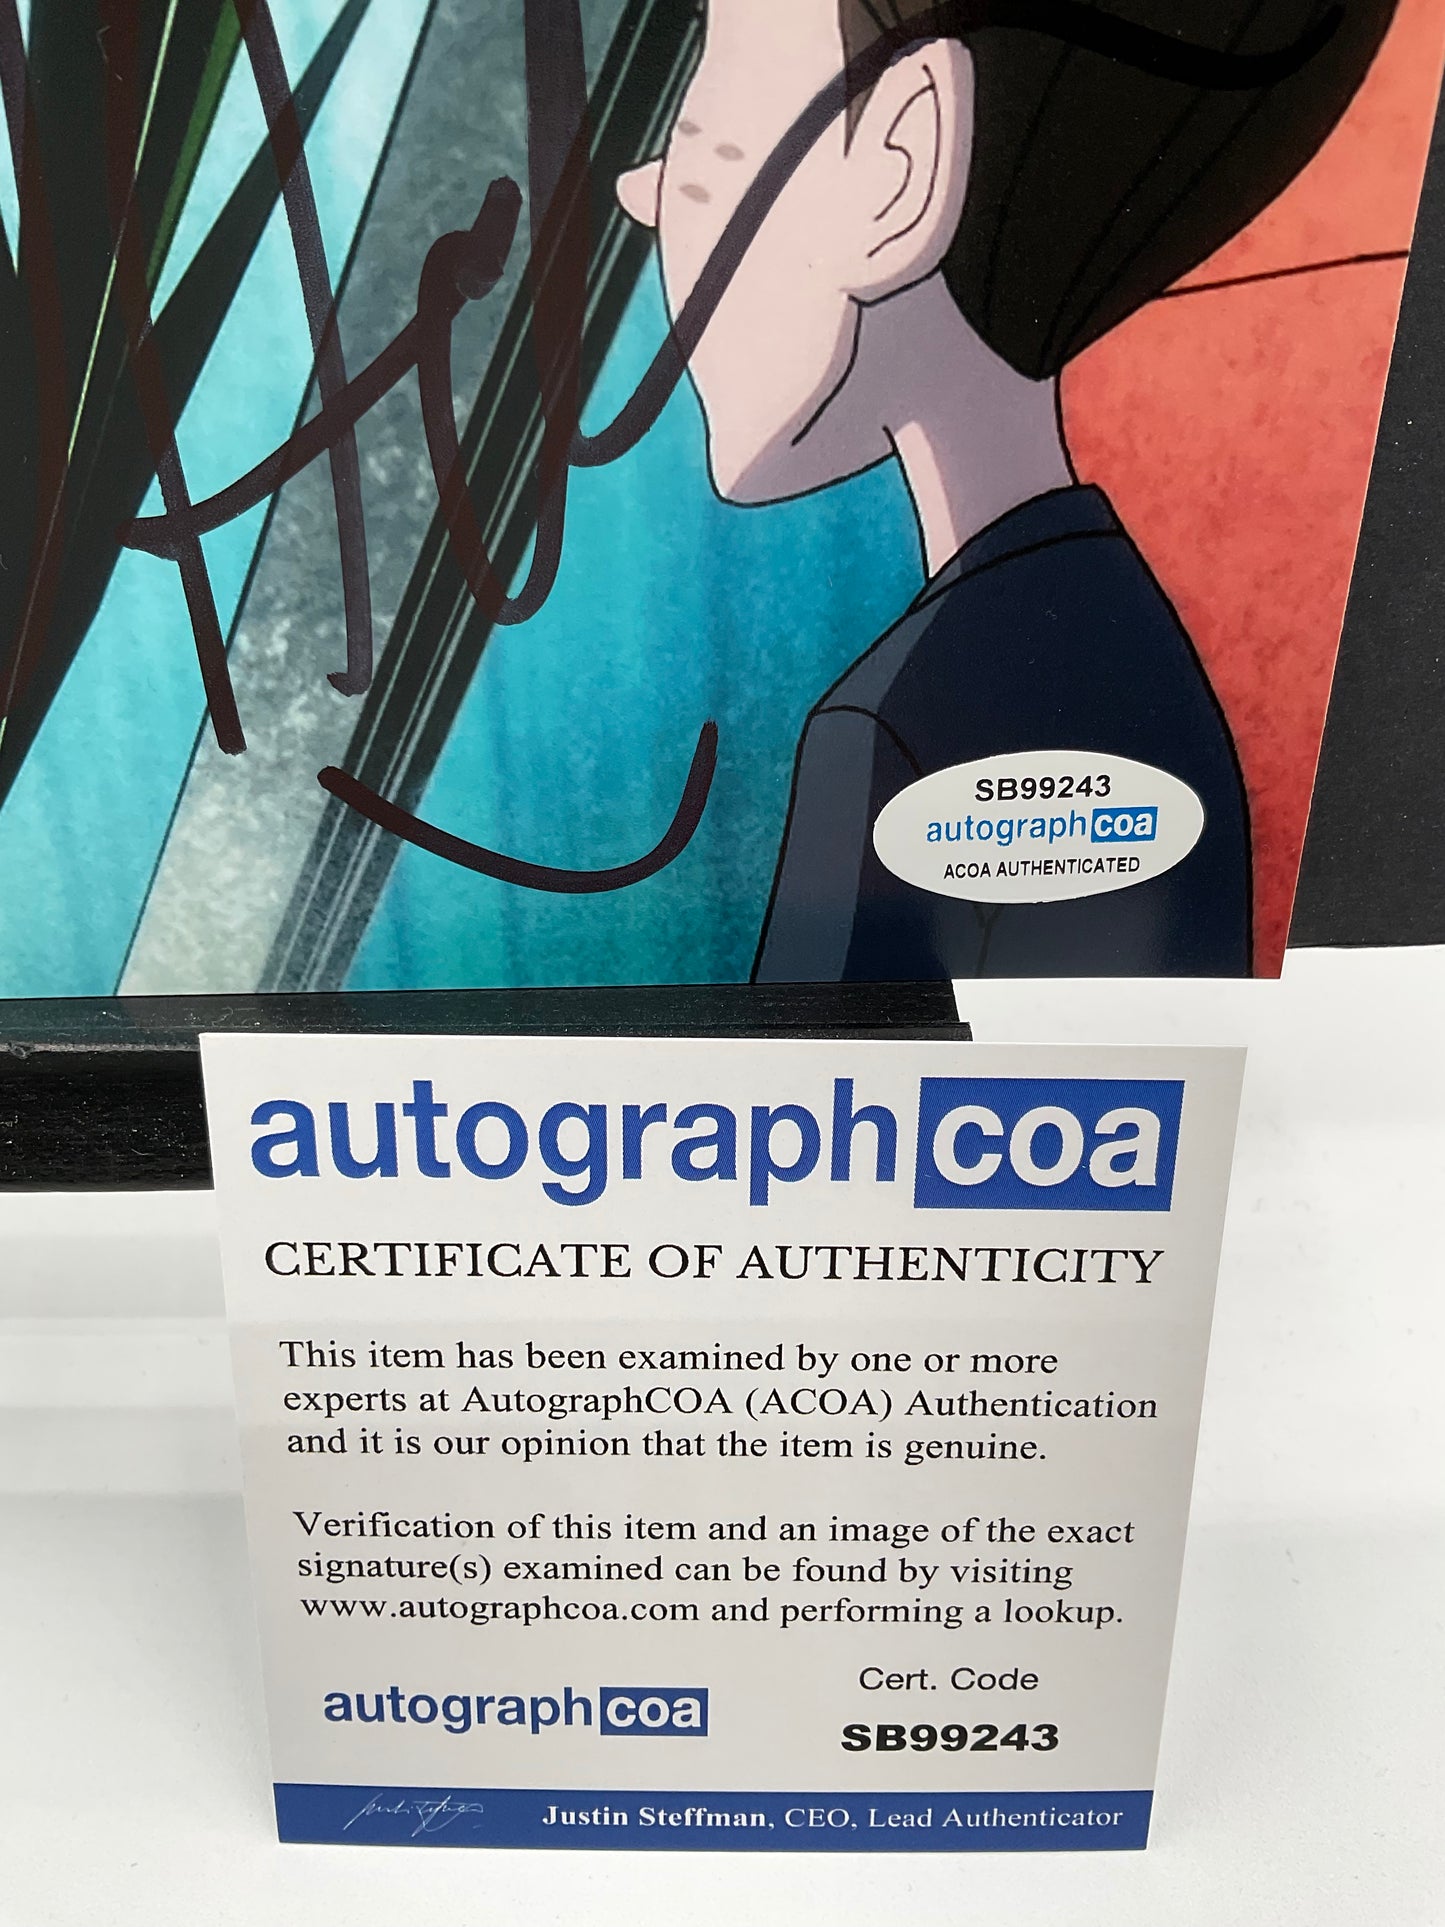 SB99243
autographcoa
ACOA AUTHENTICATED
autographcoa
CERTIFICATE OF AUTHENTICITY
This item has been examined by one or more
experts at AutographCOA (ACOA) Authentication
and it is our opinion that the item is genuine.
Verification of this item and an image of the exact
signature(s) examined can be found by visiting
www.autographcoa.com and performing a lookup.
autographcoa
Cert. Code
SB99243
Justin Steffman, CEO, Lead Authenticator